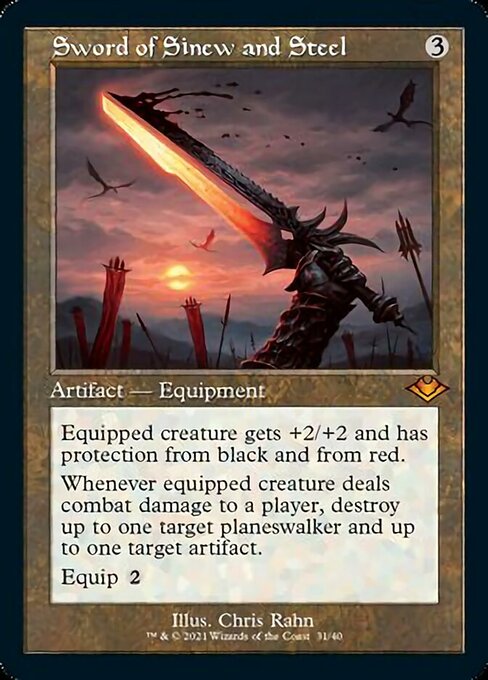 Sword of Sinew and Steel 3
Artifact — Equipment
Equipped creature gets +2/+2 and has
protection from black and from red.
Whenever equipped creature deals
combat damage to a player, destroy
up to one target planeswalker and up
to one target artifact.
Equip 2
Illus. Chris Rahn
™ & © 2021 Wizards of the Coast 31/40